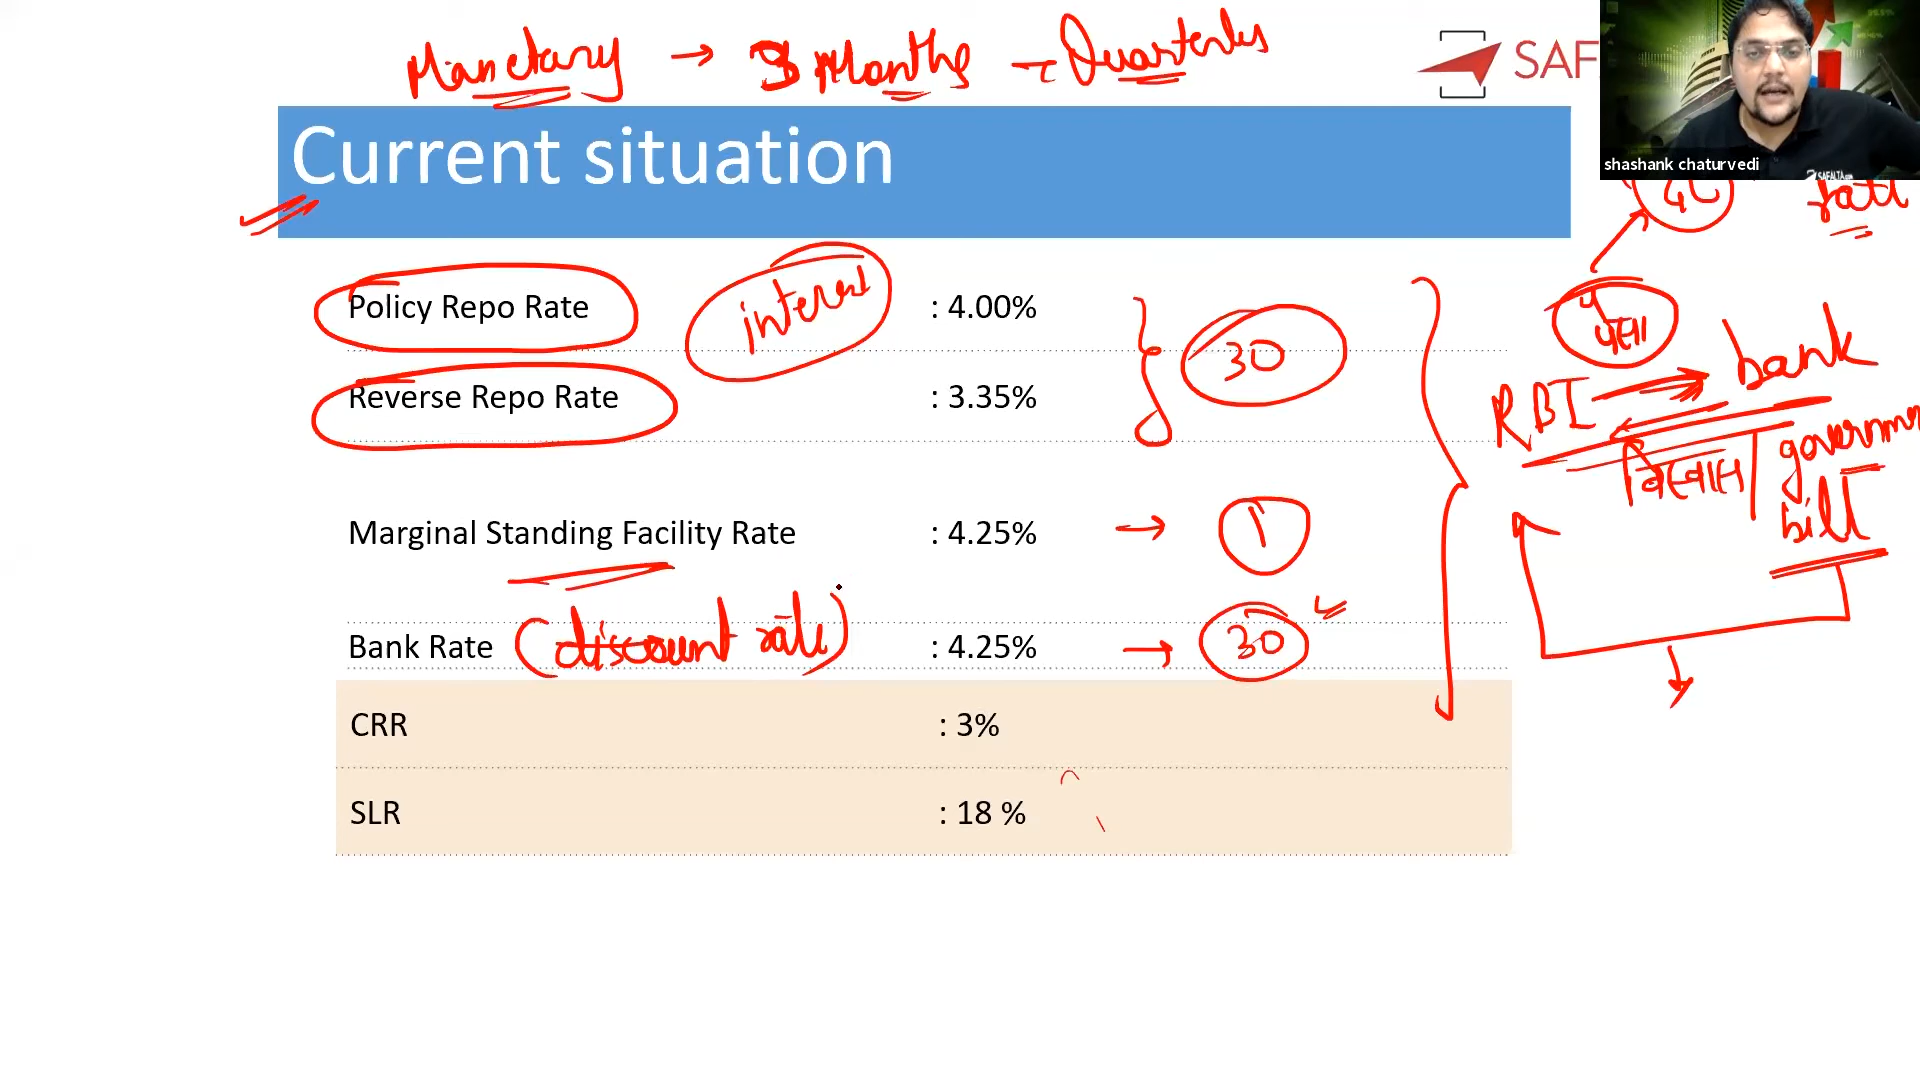 Monetary → 3 Months - Quarterly
SAF
shashank chaturvedi
SAFALTA.com
Current situation
Policy Repo Rate interest : 4.00%
30
Reverse Repo Rate : 3.35%
Marginal Standing Facility Rate : 4.25% → 1
Bank Rate (discount rate) : 4.25% → 30
CRR : 3%
SLR : 18 %
पैसा
RBI → bank
government
bill